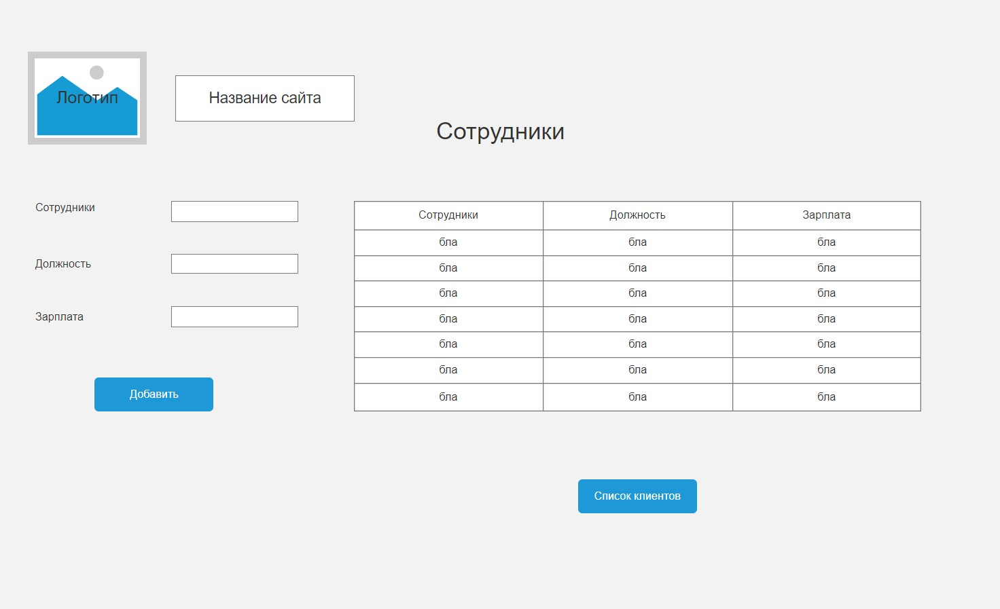 Логотип
Название сайта
Сотрудники
Сотрудники
Должность
Зарплата
Добавить
Сотрудники Должность Зарплата
бла бла бла
бла бла бла
бла бла бла
бла бла бла
бла бла бла
бла бла бла
бла бла бла
Список клиентов